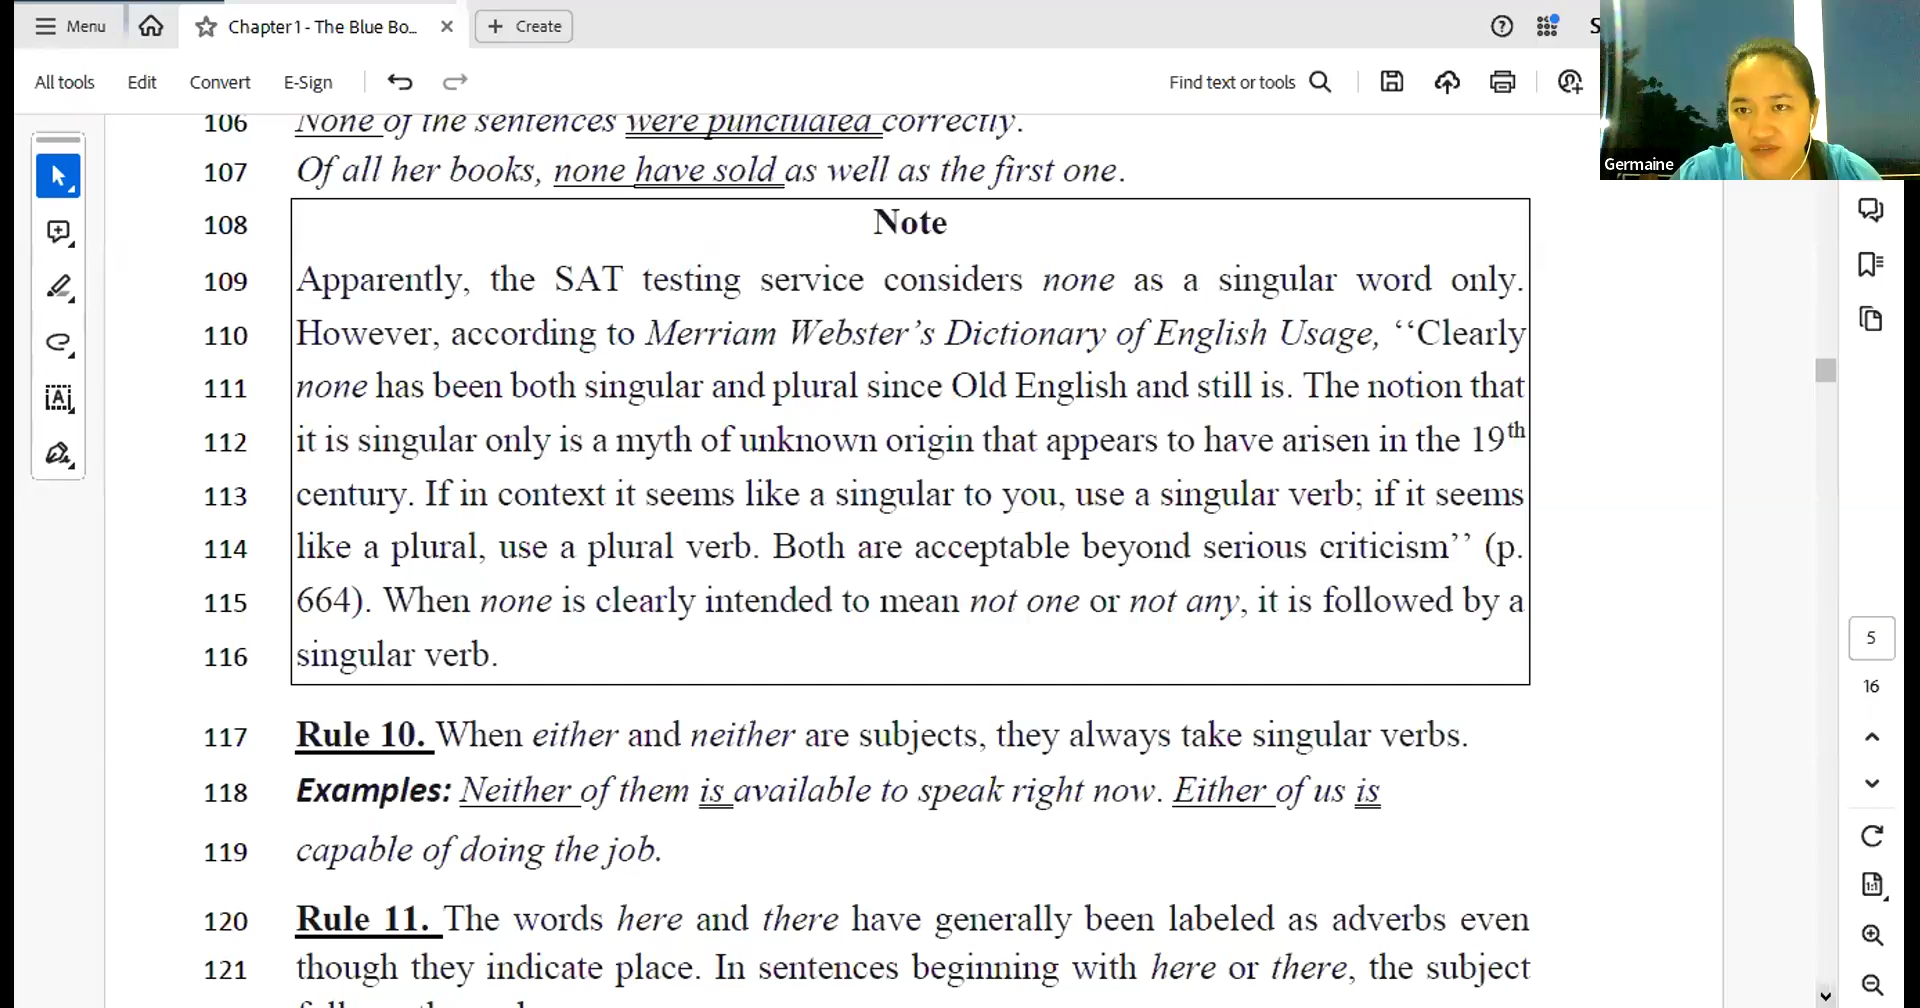 Menu
Chapter1 - The Blue Bo...
Create
All tools
Edit
Convert
E-Sign
Find text or tools
Germaine
106 None of the sentences were punctuated correctly.
107 Of all her books, none have sold as well as the first one.
108 Note
109 Apparently, the SAT testing service considers none as a singular word only.
110 However, according to Merriam Webster’s Dictionary of English Usage, ‘‘Clearly
111 none has been both singular and plural since Old English and still is. The notion that
112 it is singular only is a myth of unknown origin that appears to have arisen in the 19th
113 century. If in context it seems like a singular to you, use a singular verb; if it seems
114 like a plural, use a plural verb. Both are acceptable beyond serious criticism’’ (p.
115 664). When none is clearly intended to mean not one or not any, it is followed by a
116 singular verb.
117 Rule 10. When either and neither are subjects, they always take singular verbs.
118 Examples: Neither of them is available to speak right now. Either of us is
119 capable of doing the job.
120 Rule 11. The words here and there have generally been labeled as adverbs even
121 though they indicate place. In sentences beginning with here or there, the subject
5
16
1:1